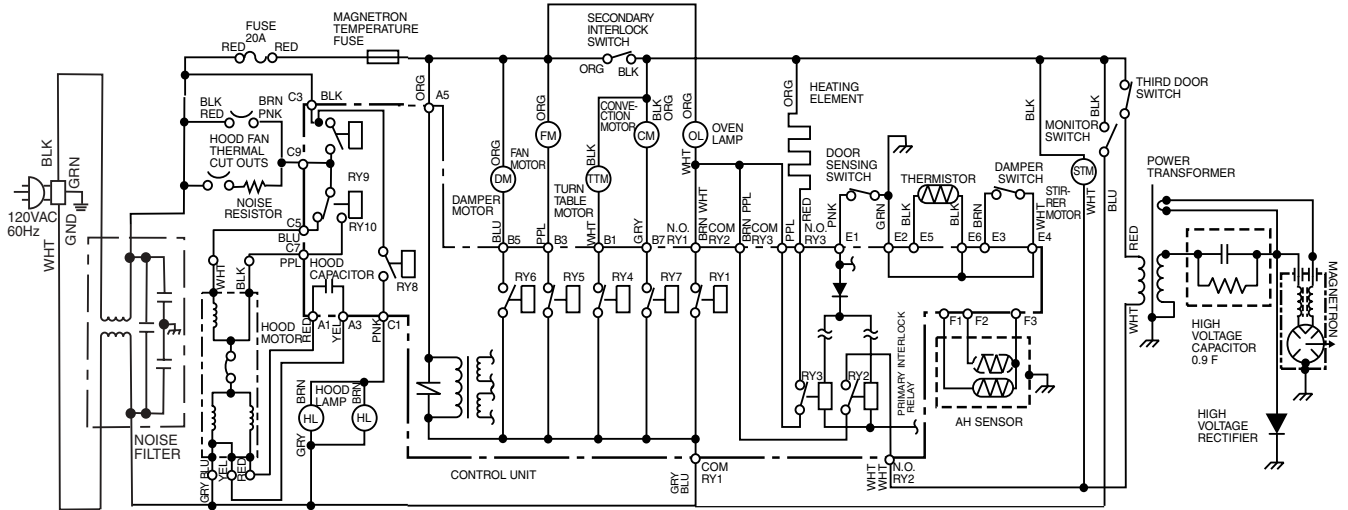 FUSE
20A
RED
RED
MAGNETRON
TEMPERATURE
FUSE
SECONDARY
INTERLOCK
SWITCH
ORG
BLK
BLK
RED
BRN
PNK
C3
BLK
ORG
A5
HOOD FAN
THERMAL
CUT OUTS
C9
NOISE
RESISTOR
RY9
C5
BLU
RY10
C7
PPL
HOOD
CAPACITOR
RY8
BLK
GRN
120VAC
60Hz
WHT
GND
NOISE
FILTER
WHT
BLK
HOOD
MOTOR
RED
A1
YEL
A3
PNK
C1
BRN
HOOD
LAMP
BRN
HL
HL
GRY
GRY BLU
YEL
RED
CONTROL UNIT
ORG
DM
DAMPER
MOTOR
BLU
B5
ORG
FM
FAN
MOTOR
PPL
B3
CONVE-
CTION
MOTOR
BLK
TTM
TURN
TABLE
MOTOR
WHT
B1
BLK
ORG
CM
GRY
B7
ORG
OL
OVEN
LAMP
WHT
N.O.
RY1
BRN WHT
COM
RY2
BRN PPL
COM
RY3
PPL
N.O.
RY3
RED
ORG
HEATING
ELEMENT
RY6
RY5
RY4
RY7
RY1
DOOR
SENSING
SWITCH
PNK
E1
GRN
E2
THERMISTOR
BLK
E5
BLK
E6
DAMPER
SWITCH
BRN
E3
WHT
E4
BLK
STIR-
RER
MOTOR
STM
WHT
MONITOR
SWITCH
BLK
BLU
THIRD DOOR
SWITCH
POWER
TRANSFORMER
RED
WHT
RY3
RY2
PRIMARY INTERLOCK
RELAY
F1
F2
F3
AH SENSOR
GRY
BLU
COM
RY1
WHT
WHT
N.O.
RY2
HIGH
VOLTAGE
CAPACITOR
0.9 F
MAGNETRON
HIGH
VOLTAGE
RECTIFIER